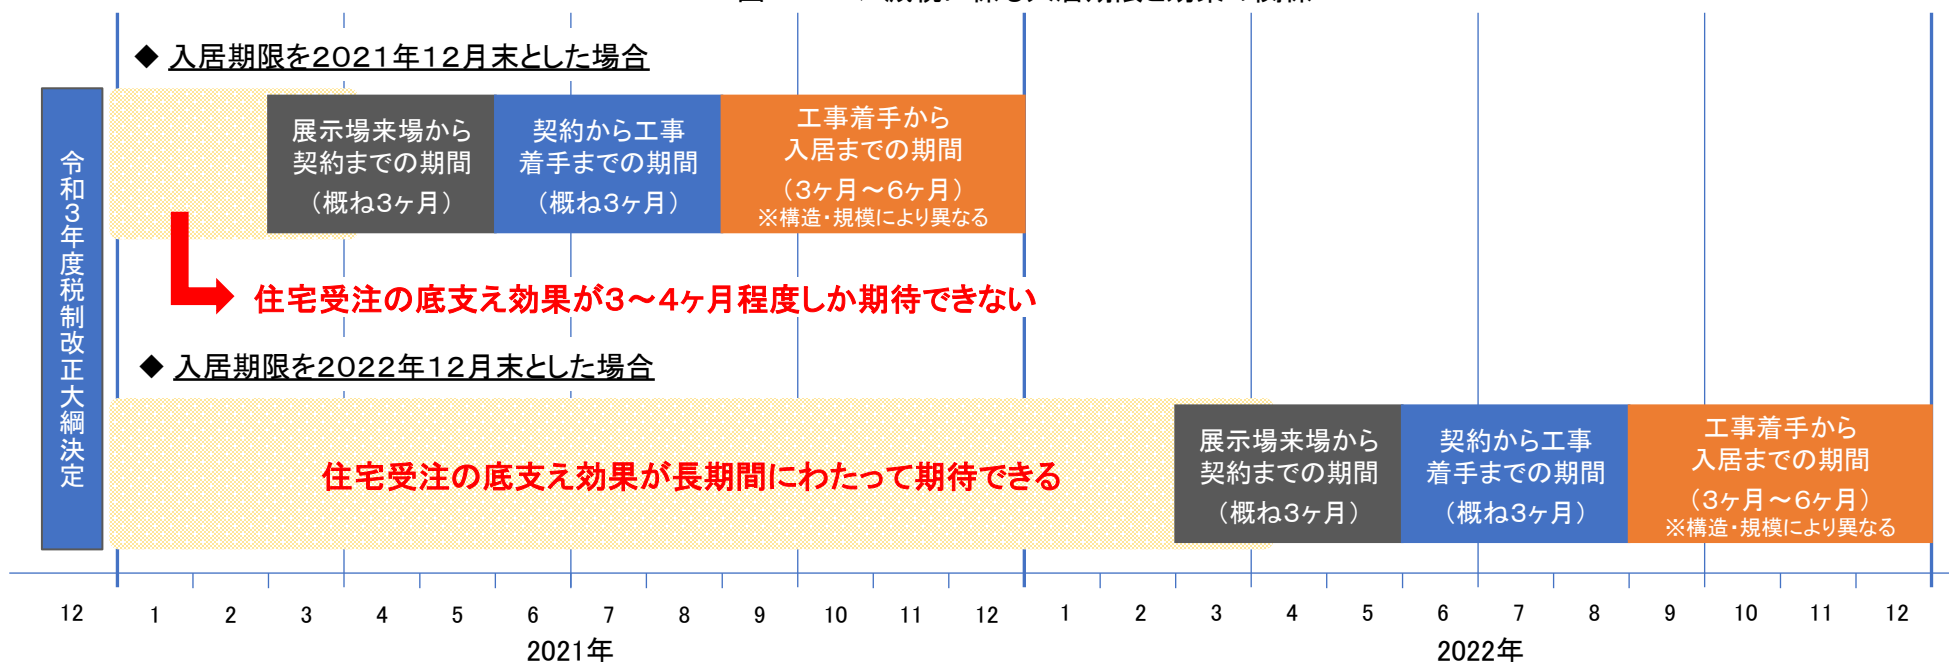 ◆ 入居期限を2021年12月末とした場合
令和3年度税制改正大綱決定
展示場来場から
契約までの期間
（概ね3ヶ月）
契約から工事
着手までの期間
（概ね3ヶ月）
工事着手から
入居までの期間
（3ヶ月～6ヶ月）
※構造・規模により異なる
住宅受注の底支え効果が3～4ヶ月程度しか期待できない
◆ 入居期限を2022年12月末とした場合
住宅受注の底支え効果が長期間にわたって期待できる
展示場来場から
契約までの期間
（概ね3ヶ月）
契約から工事
着手までの期間
（概ね3ヶ月）
工事着手から
入居までの期間
（3ヶ月～6ヶ月）
※構造・規模により異なる
12 1 2 3 4 5 6 7 8 9 10 11 12 1 2 3 4 5 6 7 8 9 10 11 12
2021年 2022年